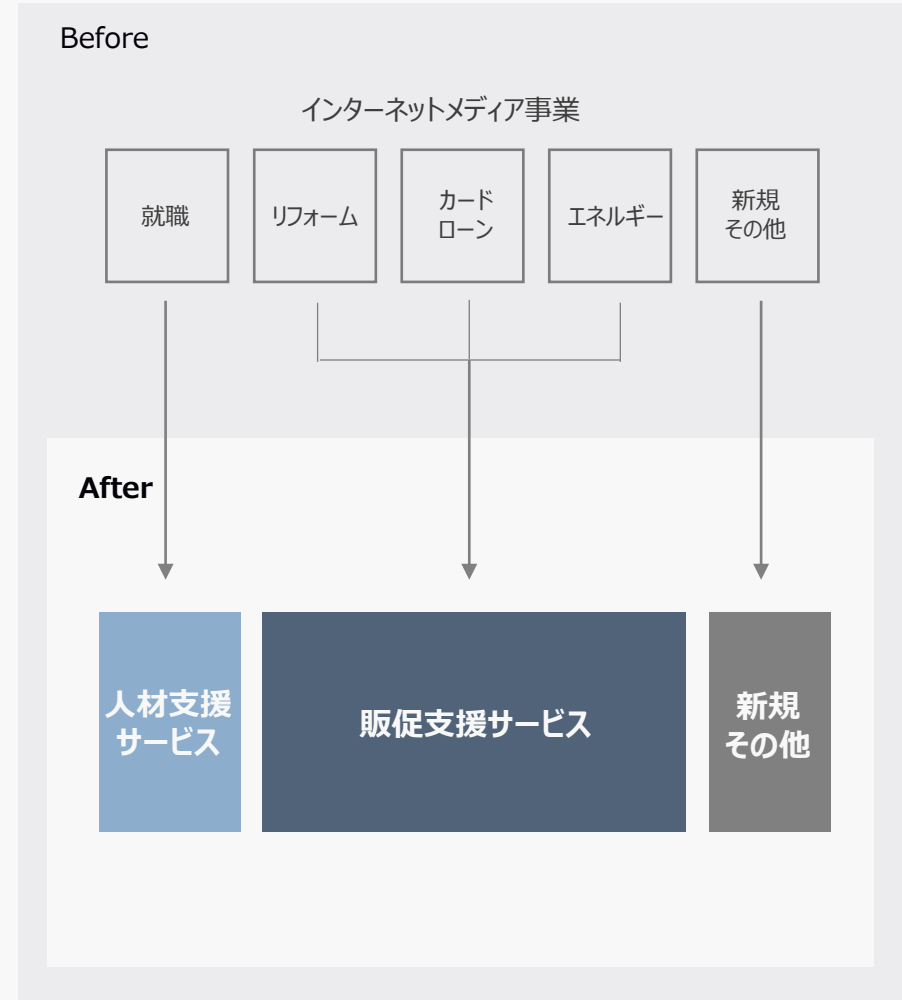 Before
インターネットメディア事業
就職
リフォーム
カード
ローン
エネルギー
新規
その他
After
人材支援
サービス
販促支援サービス
新規
その他